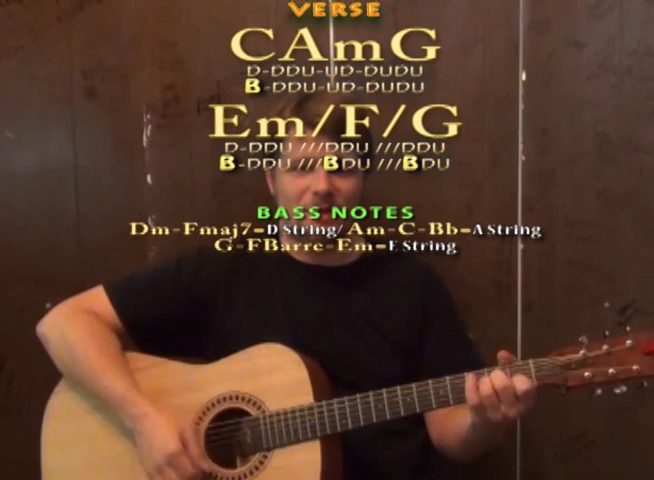 VERSE
CAmG
D-DDU-UD-DUDU
B-DDU-UD-DUDU
Em/F/G
D-DDU ///DDU ///DDU
B-DDU ///BDU ///BDU
BASS NOTES
Dm-Fmaj7=D String/ Am-C-Bb=A String
G-FBarre-Em=E String